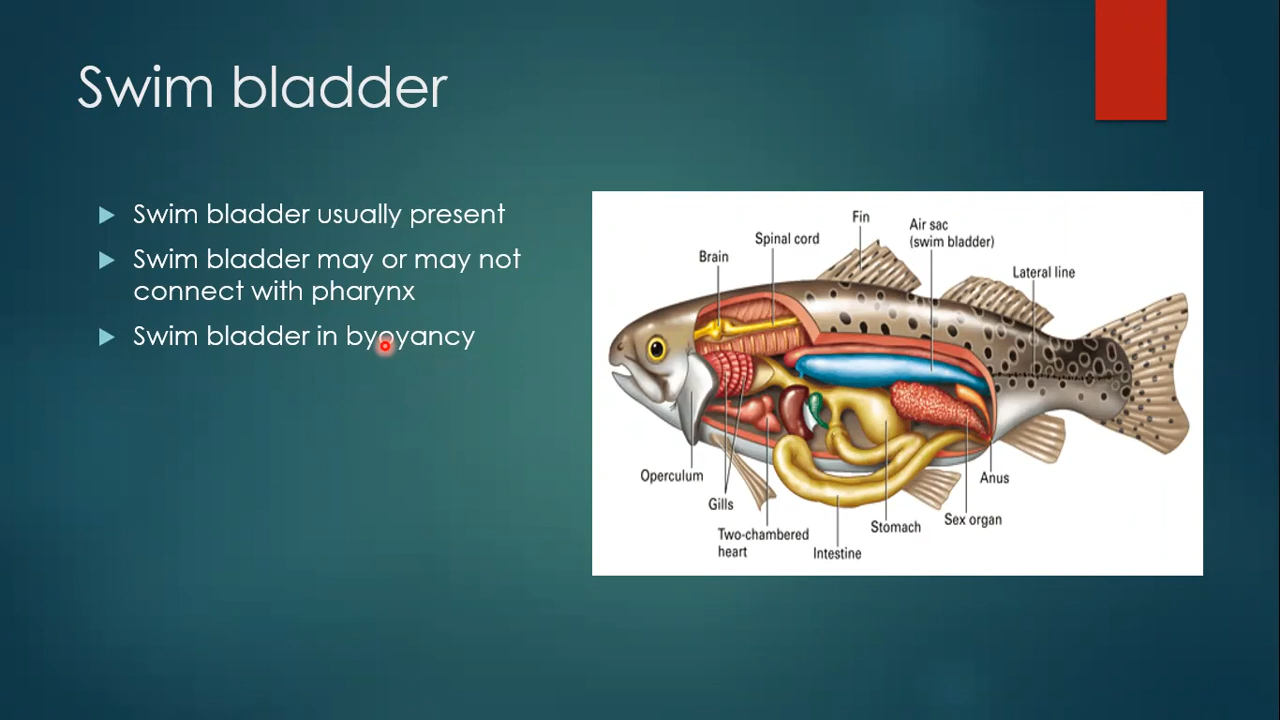 Swim bladder
Swim bladder usually present
Swim bladder may or may not
connect with pharynx
Swim bladder in byoyancy
Fin
Air sac
(swim bladder)
Spinal cord
Brain
Lateral line
Operculum
Gills
Two-chambered
heart
Intestine
Stomach
Sex organ
Anus